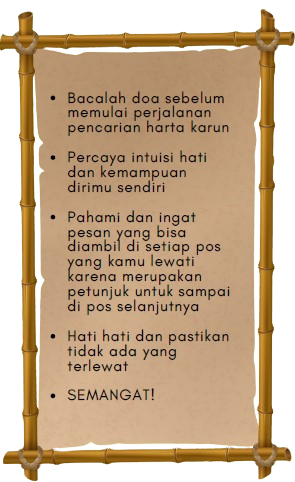 • Bacalah doa sebelum
memulai perjalanan
pencarian harta karun
• Percaya intuisi hati
dan kemampuan
dirimu sendiri
• Pahami dan ingat
pesan yang bisa
diambil di setiap pos
yang kamu lewati
karena merupakan
petunjuk untuk sampai
di pos selanjutnya
• Hati hati dan pastikan
tidak ada yang
terlewat
• SEMANGAT!